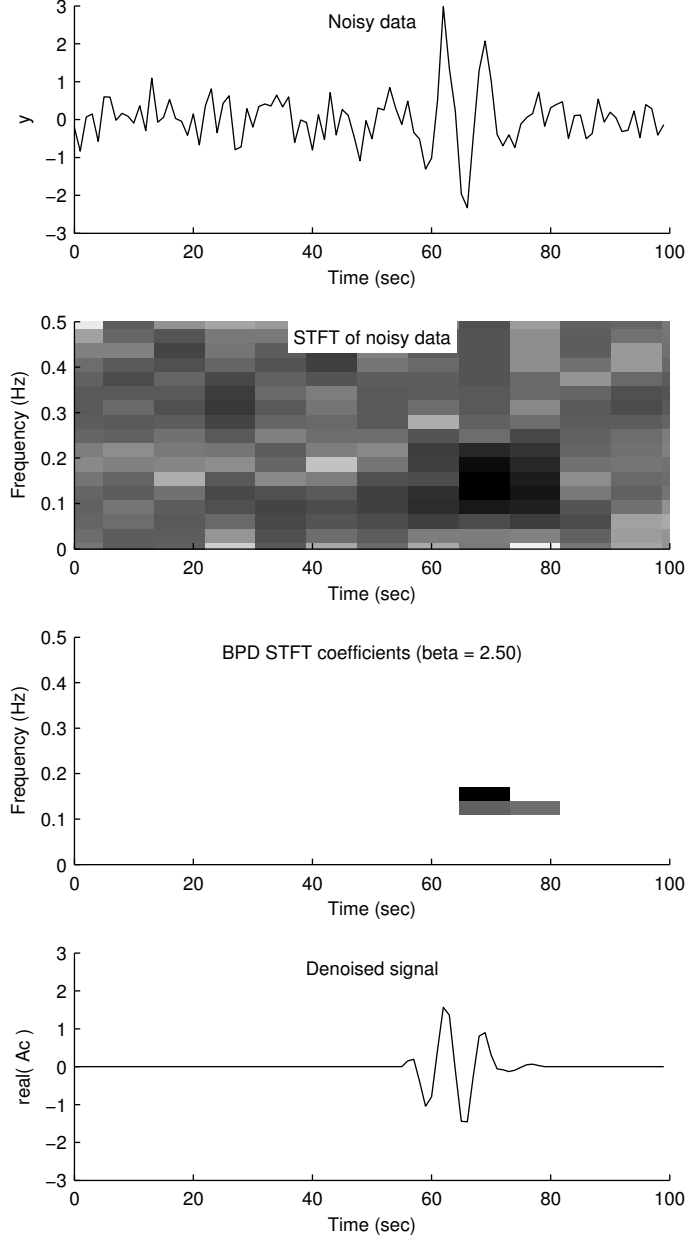 Noisy data
3
2
1
0
−1
−2
−3
y
0 20 40 60 80 100
Time (sec)
STFT of noisy data
0.5
0.4
0.3
0.2
0.1
0
Frequency (Hz)
0 20 40 60 80 100
Time (sec)
BPD STFT coefficients (beta = 2.50)
0.5
0.4
0.3
0.2
0.1
0
Frequency (Hz)
0 20 40 60 80 100
Time (sec)
Denoised signal
3
2
1
0
−1
−2
−3
real( Ac )
0 20 40 60 80 100
Time (sec)